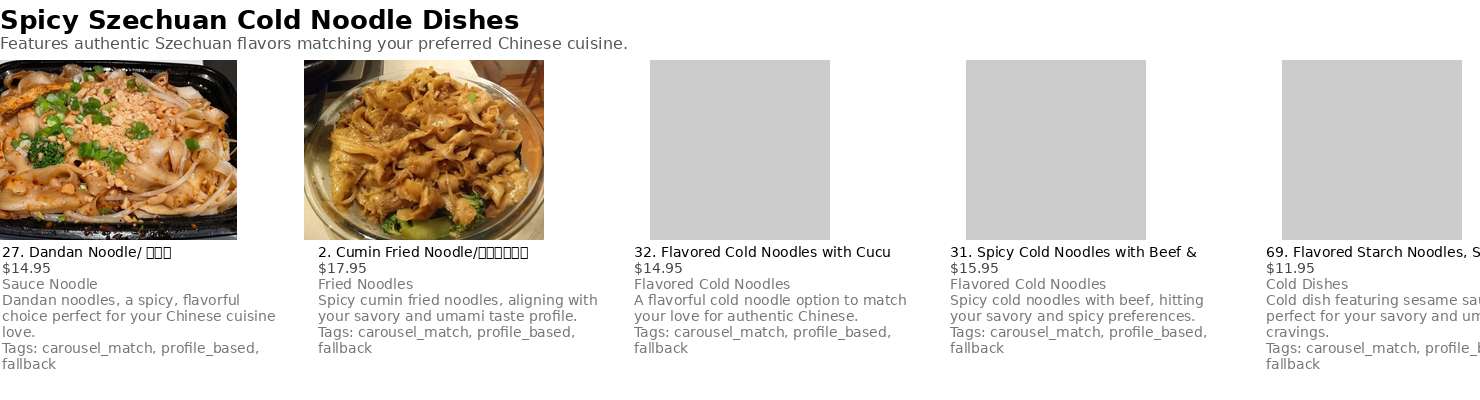 Spicy Szechuan Cold Noodle Dishes
Features authentic Szechuan flavors matching your preferred Chinese cuisine.
27. Dandan Noodle/
$14.95
Sauce Noodle
Dandan noodles, a spicy, flavorful
choice perfect for your Chinese cuisine
love.
Tags: carousel_match, profile_based,
fallback
2. Cumin Fried Noodle/
$17.95
Fried Noodles
Spicy cumin fried noodles, aligning with
your savory and umami taste profile.
Tags: carousel_match, profile_based,
fallback
32. Flavored Cold Noodles with Cucu
$14.95
Flavored Cold Noodles
A flavorful cold noodle option to match
your love for authentic Chinese.
Tags: carousel_match, profile_based,
fallback
31. Spicy Cold Noodles with Beef &
$15.95
Flavored Cold Noodles
Spicy cold noodles with beef, hitting
your savory and spicy preferences.
Tags: carousel_match, profile_based,
fallback
69. Flavored Starch Noodles, S
$11.95
Cold Dishes
Cold dish featuring sesame sau
perfect for your savory and um
cravings.
Tags: carousel_match, profile_b
fallback